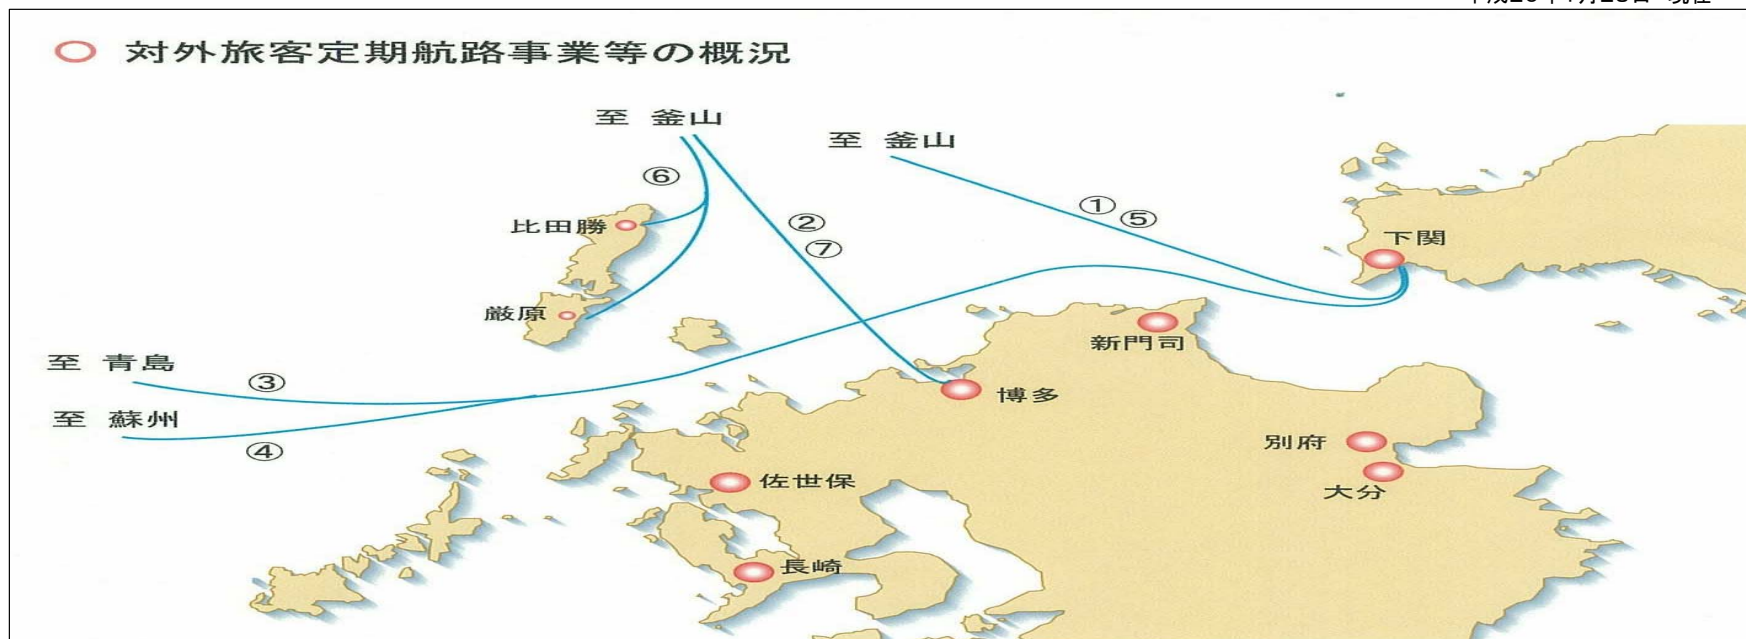 対外旅客定期航路事業等の概況
至 釜山
至 釜山
⑥
①
⑤
②
⑦
比田勝
下関
厳原
新門司
至 青島
③
博多
至 蘇州
④
別府
佐世保
大分
長崎